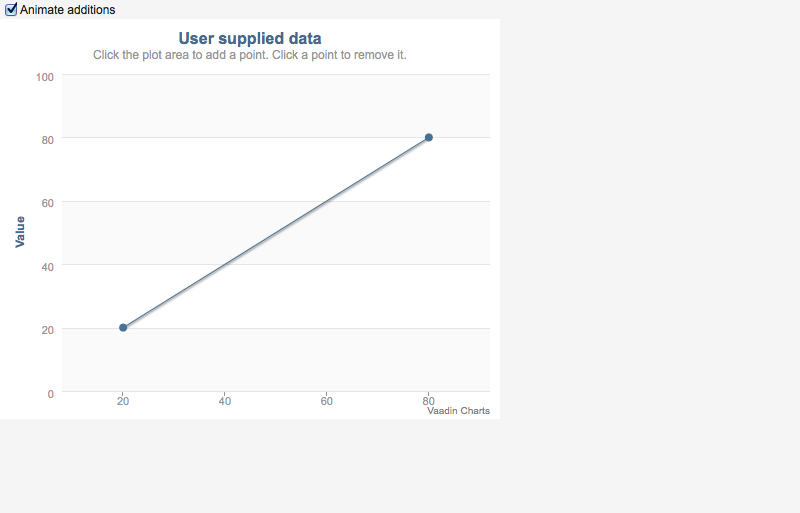 Animate additions
User supplied data
Click the plot area to add a point. Click a point to remove it.
100
80
60
40
20
0
Value
20 40 60 80
Vaadin Charts